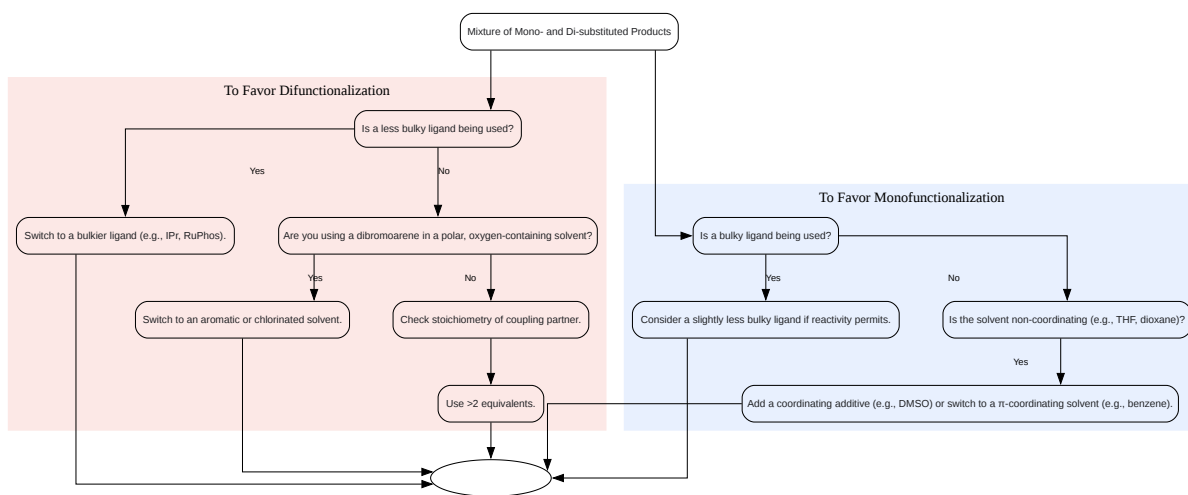 Mixture of Mono- and Di-substituted Products
To Favor Difunctionalization
Is a less bulky ligand being used?
Yes
No
Switch to a bulkier ligand (e.g., IPr, RuPhos).
Are you using a dibromoarene in a polar, oxygen-containing solvent?
Yes
No
Switch to an aromatic or chlorinated solvent.
Check stoichiometry of coupling partner.
Use >2 equivalents.
To Favor Monofunctionalization
Is a bulky ligand being used?
Yes
No
Consider a slightly less bulky ligand if reactivity permits.
Is the solvent non-coordinating (e.g., THF, dioxane)?
Yes
Add a coordinating additive (e.g., DMSO) or switch to a π-coordinating solvent (e.g., benzene).